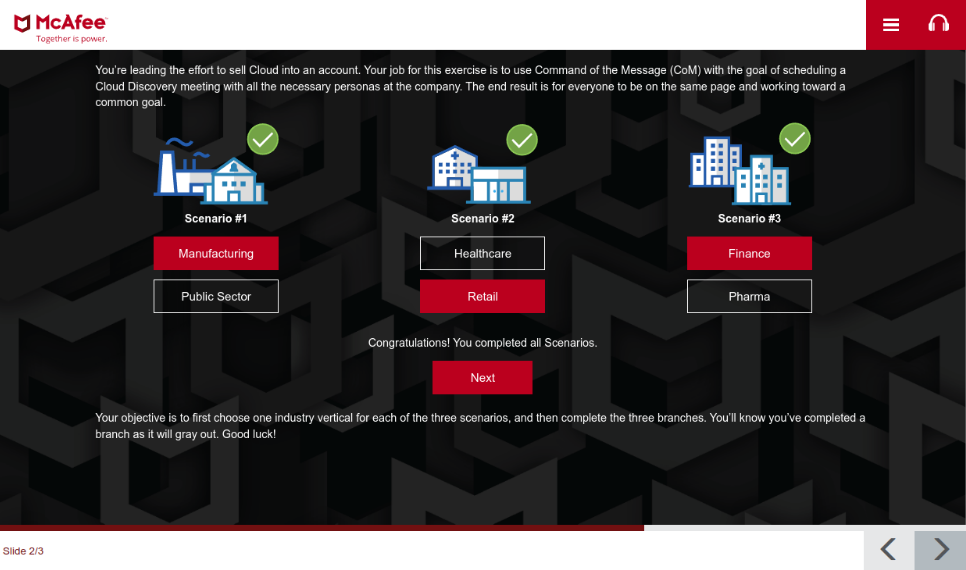 McAfee™
Together is power.
You're leading the effort to sell Cloud into an account. Your job for this exercise is to use Command of the Message (CoM) with the goal of scheduling a
Cloud Discovery meeting with all the necessary personas at the company. The end result is for everyone to be on the same page and working toward a
common goal.
Scenario #1
Scenario #2
Scenario #3
Manufacturing
Healthcare
Finance
Public Sector
Retail
Pharma
Congratulations! You completed all Scenarios.
Next
Your objective is to first choose one industry vertical for each of the three scenarios, and then complete the three branches. You'll know you've completed a
branch as it will gray out. Good luck!
Slide 2/3